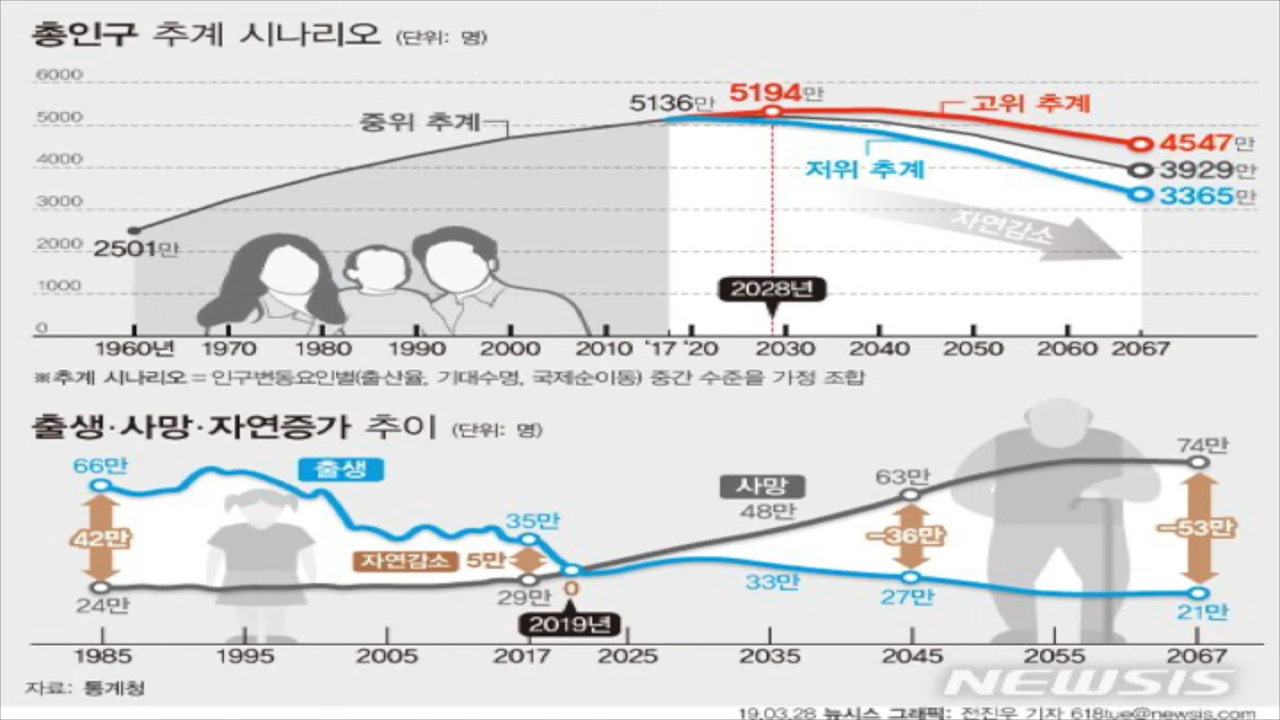 총인구 추계 시나리오 (단위: 명)
6000
5000
4000
3000
2000
1000
0
중위 추계
5136만
5194만
고위 추계
저위 추계
4547만
3929만
3365만
2501만
자연감소
2028년
1960년 1970 1980 1990 2000 2010 '17 '20 2030 2040 2050 2060 2067
※추계 시나리오 = 인구변동요인별(출산율, 기대수명, 국제순이동) 중간 수준을 가정 조합
출생·사망·자연증가 추이 (단위: 명)
66만
출생
42만
24만
35만
자연감소 5만
29만
0
2019년
사망
48만
33만
63만
-36만
27만
74만
-53만
21만
1985 1995 2005 2017 2025 2035 2045 2055 2067
자료: 통계청
NEWSIS
19.03.28 뉴시스 그래픽: 전진우 기자 618tue@newsis.com